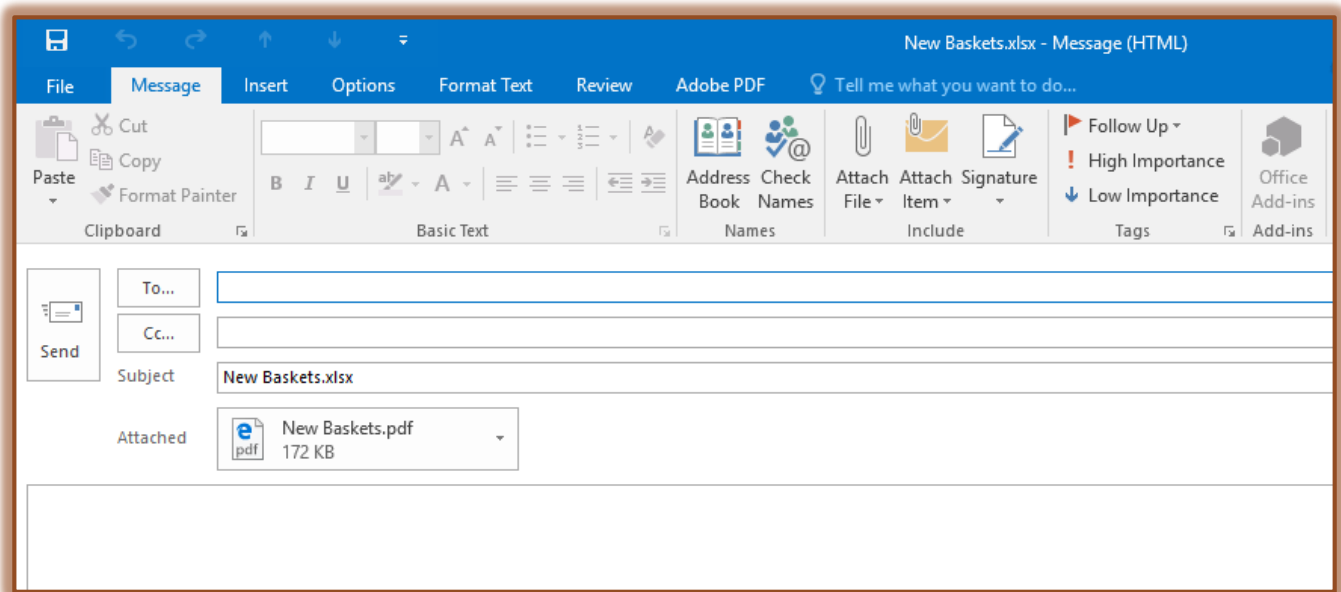 New Baskets.xlsx - Message (HTML)
File Message Insert Options Format Text Review Adobe PDF Tell me what you want to do...
Cut
Copy
Format Painter
Paste
Clipboard
B I U aby A
A A
Basic Text
Address Book
Check Names
Names
Attach File
Attach Item
Signature
Include
Follow Up
High Importance
Low Importance
Tags
Office Add-ins
Add-ins
Send
To...
Cc...
Subject New Baskets.xlsx
Attached
pdf
New Baskets.pdf
172 KB